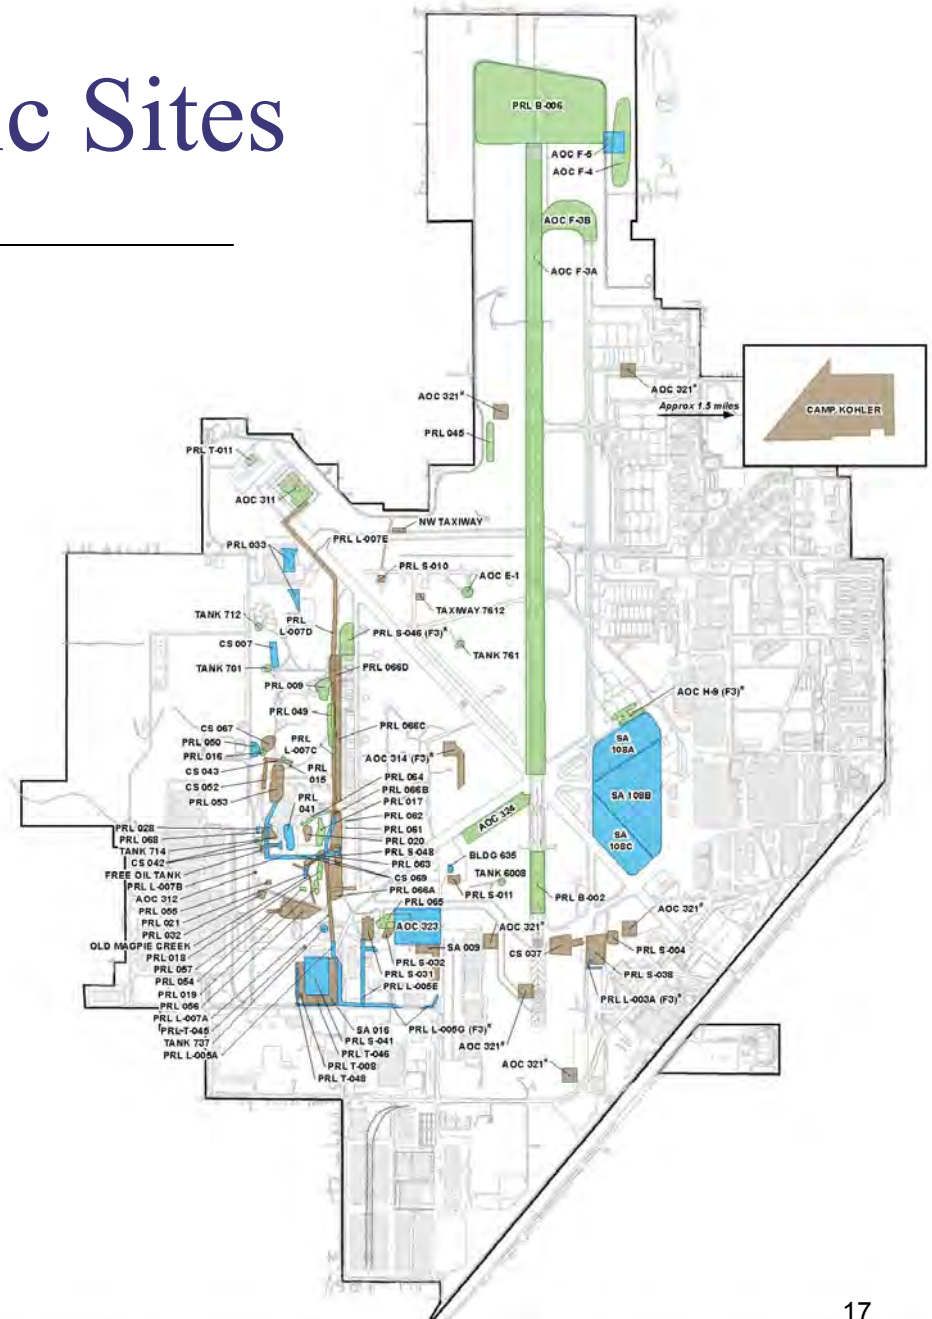 c Sites
PRL B-006
AOC F-5
AOC F-4
AOC F-3B
AOC F-3A
AOC 321*
AOC 321*
Approx 1.5 miles
CAMP KOHLER
PRL 045
PRL T-011
AOC 311
NW TAXIWAY
PRL 033
PRL L-007E
PRL S-010
AOC E-1
TAXIWAY 7612
TANK 712
PRL
L-007D
PRL S-046 (F3)*
CS 007
TANK 761
TANK 701
PRL 066D
PRL 009
AOC H-9 (F3)*
PRL 049
CS 067
PRL 066C
PRL 050
PRL
L-007C
SA
108A
PRL 016
AOC 314 (F3)*
CS 043
PRL
015
PRL 064
CS 052
PRL 066B
PRL 053
PRL
041
PRL 017
SA 108B
PRL 062
AOC 324
PRL 028
PRL 061
PRL 068
PRL 020
SA
108C
TANK 714
PRL S-048
CS 042
PRL 063
BLDG 635
FREE OIL TANK
CS 069
TANK 6008
PRL L-007B
PRL 066A
PRL S-011
PRL B-002
AOC 312
PRL 065
PRL 055
AOC 321*
PRL 021
AOC 323
AOC 321*
PRL 032
OLD MAGPIE CREEK
SA 009
CS 037
PRL S-004
PRL 018
PRL S-032
PRL 057
PRL S-031
PRL S-038
PRL 054
PRL L-005E
PRL 019
PRL L-003A (F3)*
PRL 056
PRL L-007A
PRL T-045
SA 016
PRL L-005G (F3)*
TANK 737
PRL S-041
AOC 321*
PRL L-005A
PRL T-046
PRL T-008
AOC 321*
PRL T-048
17